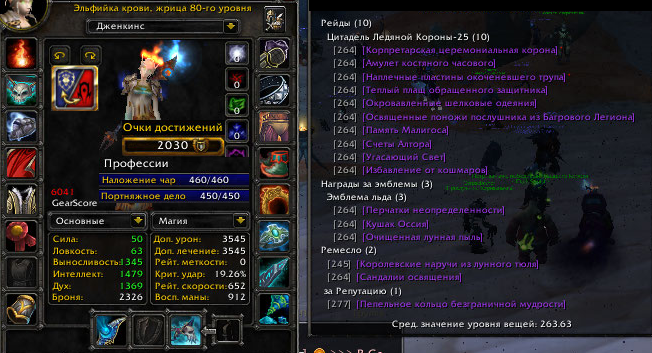 Эльфийка крови, жрица 80-го уровня
Дженкинс
Очки достижений
2030
Профессии
Наложение чар 460/460
Портняжное дело 450/450
6041
GearScore
Основные
Сила: 50
Ловкость: 63
Выносливость: 1345
Интеллект: 1479
Дух: 1369
Броня: 2326
Магия
Доп. урон: 3545
Доп. лечение: 3545
Рейт. меткости: 0
Крит. удар: 19.26%
Рейт. скорости: 652
Восп. маны: 912
0
0
0
0
Рейды (10)
Цитадель Ледяной Короны-25 (10)
[264] [Корпретарская церемониальная корона]
[264] [Амулет костяного часового]
[264] [Наплечные пластины окоченевшего трупа]
[264] [Теплый плащ обращенного защитника]
[264] [Окровавленные шелковые одеяния]
[264] [Освященные поножи послушника из Багрового Легиона]
[264] [Память Малигоса]
[264] [Счеты Алгора]
[264] [Угасающий Свет]
[264] [Избавление от кошмаров]
Награды за эмблемы (3)
Эмблема льда (3)
[264] [Перчатки неопределенности]
[264] [Кушак Оссия]
[264] [Очищенная лунная пыль]
Ремесло (2)
[245] [Королевские наручи из лунного тюля]
[264] [Сандалии освящения]
за Репутацию (1)
[277] [Пепельное кольцо безграничной мудрости]
Сред. значение уровня вещей: 263.63